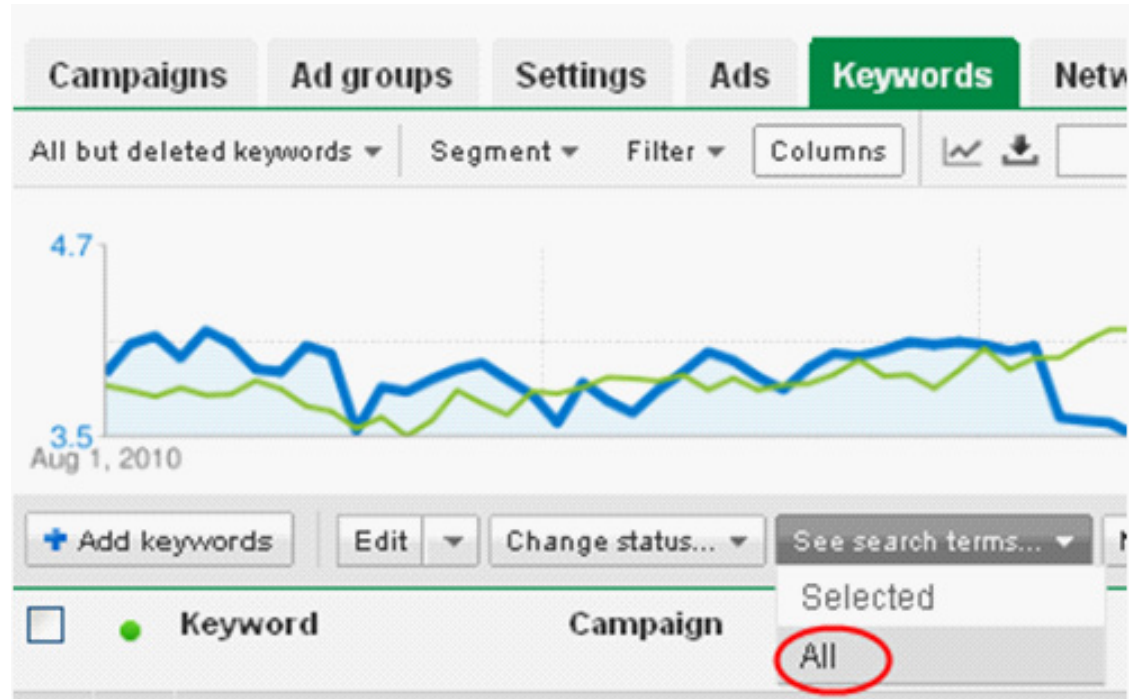 Campaigns Ad groups Settings Ads Keywords Netw
All but deleted keywords Segment Filter Columns
4.7
3.5
Aug 1, 2010
Add keywords Edit Change status... See search terms...
Selected
Keyword Campaign
All